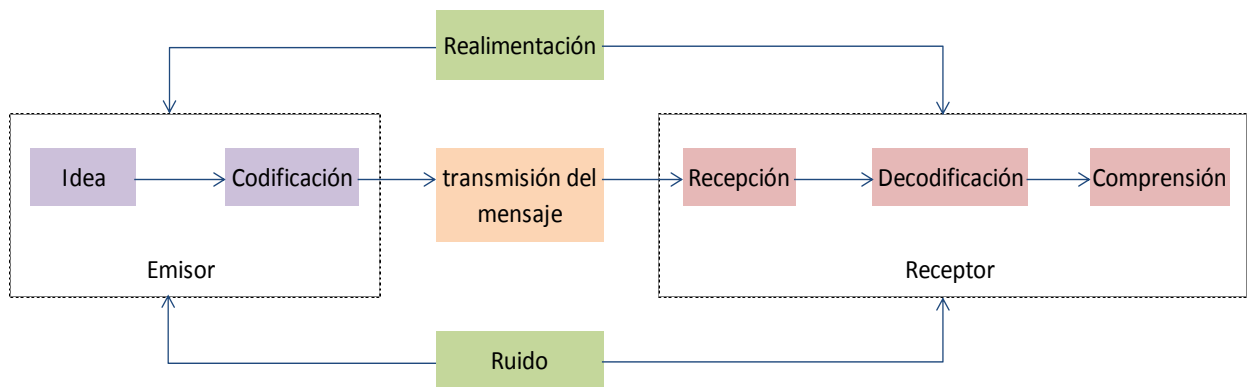 Realimentación
Idea
Codificación
transmisión del
mensaje
Recepción
Decodificación
Comprensión
Emisor
Receptor
Ruido